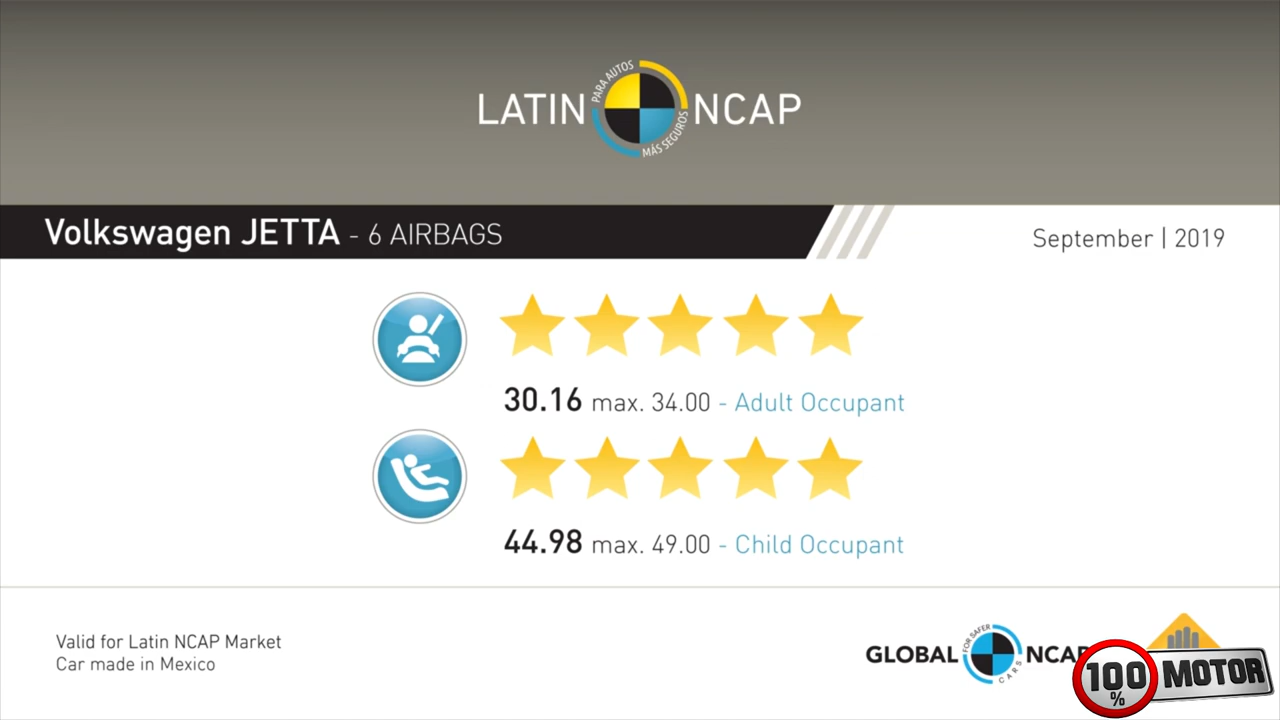 LATIN NCAP
PARA AUTOS
MÁS SEGUROS
Volkswagen JETTA - 6 AIRBAGS
September | 2019
30.16 max. 34.00 - Adult Occupant
44.98 max. 49.00 - Child Occupant
Valid for Latin NCAP Market
Car made in Mexico
GLOBAL NCAP
FOR SAFER
CARS
100% MOTOR